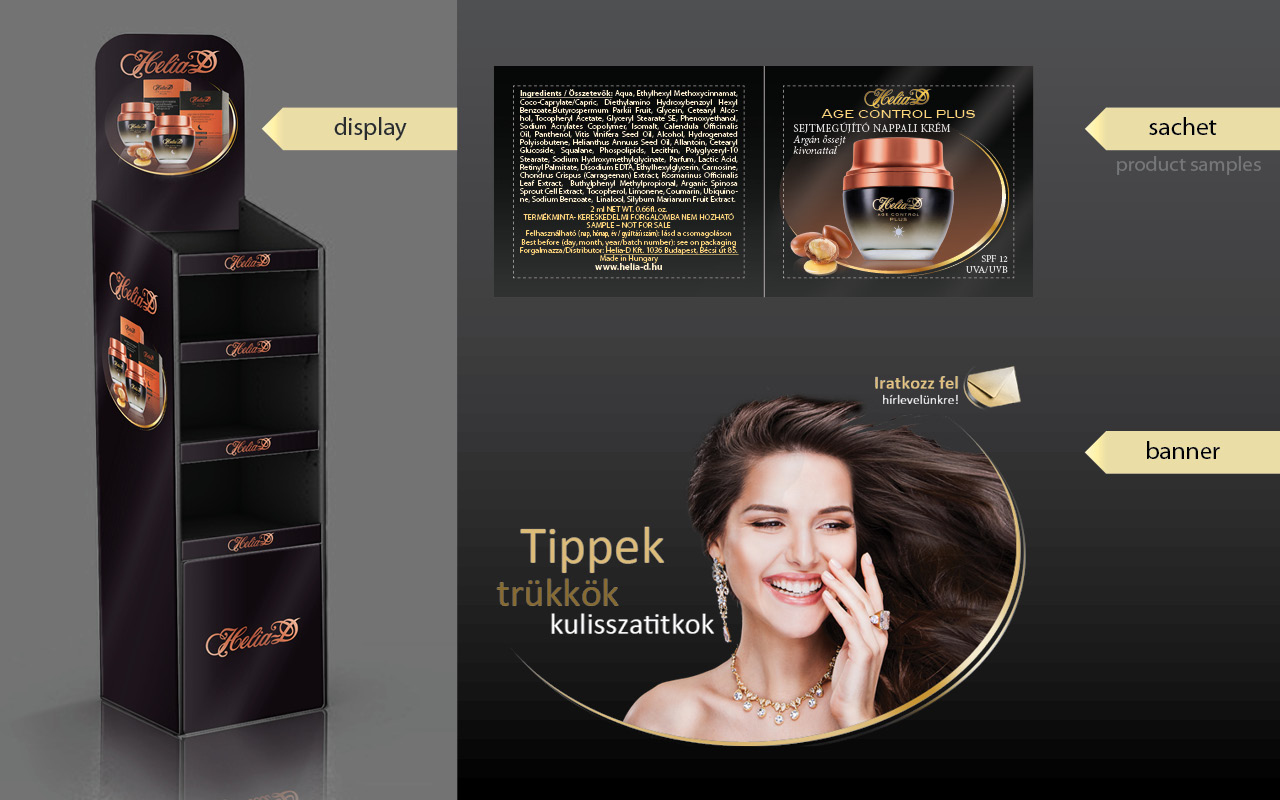 Helia-D
display
Helia-D
Helia-D
Helia-D
Helia-D
Helia-D
Helia-D
Ingredients / Összetevők: Aqua, Ethylhexyl Methoxycinnamat,
Coco-Caprylate/Capric, Diethylamino Hydroxybenzoyl Hexyl
Benzoate,Butyrospermum Parkii Fruit, Glycein, Cetearyl Alco-
hol, Tocopheryl Acetate, Glyceryl Stearate SE, Phenoxyethanol,
Sodium Acrylates Copolymer, Isomalt, Calendula Officinalis
Oil, Panthenol, Vitis Vinifera Seed Oil, Alcohol, Hydrogenated
Polyisobutene, Helianthus Annuus Seed Oil, Allantoin, Cetearyl
Glucoside, Squalane, Phospolipids, Lecithin, Polyglyceryl-10
Stearate, Sodium Hydroxymethylglycinate, Parfum, Lactic Acid,
Retinyl Palmitate, Disodium EDTA, Ethylhexylglycerin, Carnosine,
Chondrus Crispus (Carrageenan) Extract, Rosmarinus Officinalis
Leaf Extract, Buthylphenyl Methylpropional, Arganic Spinosa
Sprout Cell Extract, Tocopherol, Limonene, Coumarin, Ubiquino-
ne, Sodium Benzoate, Linalool, Silybum Marianum Fruit Extract.
2 ml NET WT. 0.66fl. oz.
TERMÉKMINTA- KERESKEDELMI FORGALOMBA NEM HOZHATÓ
SAMPLE – NOT FOR SALE
Felhasználható (nap, hónap, év / gyártási szám): lásd a csomagoláson
Best before (day, month, year/batch number): see on packaging
Forgalmazza/Distributor: Helia-D Kft. 1036 Budapest, Bécsi út 85.
Made in Hungary
www.helia-d.hu
Helia-D
AGE CONTROL PLUS
SEJTMEGÚJÍTÓ NAPPALI KRÉM
Argán őssejt
kivonattal
Helia-D
AGE CONTROL
PLUS
SPF 12
UVA/UVB
sachet
product samples
Iratkozz fel
hírlevelünkre!
banner
Tippek
trükkök
kulisszatitkok